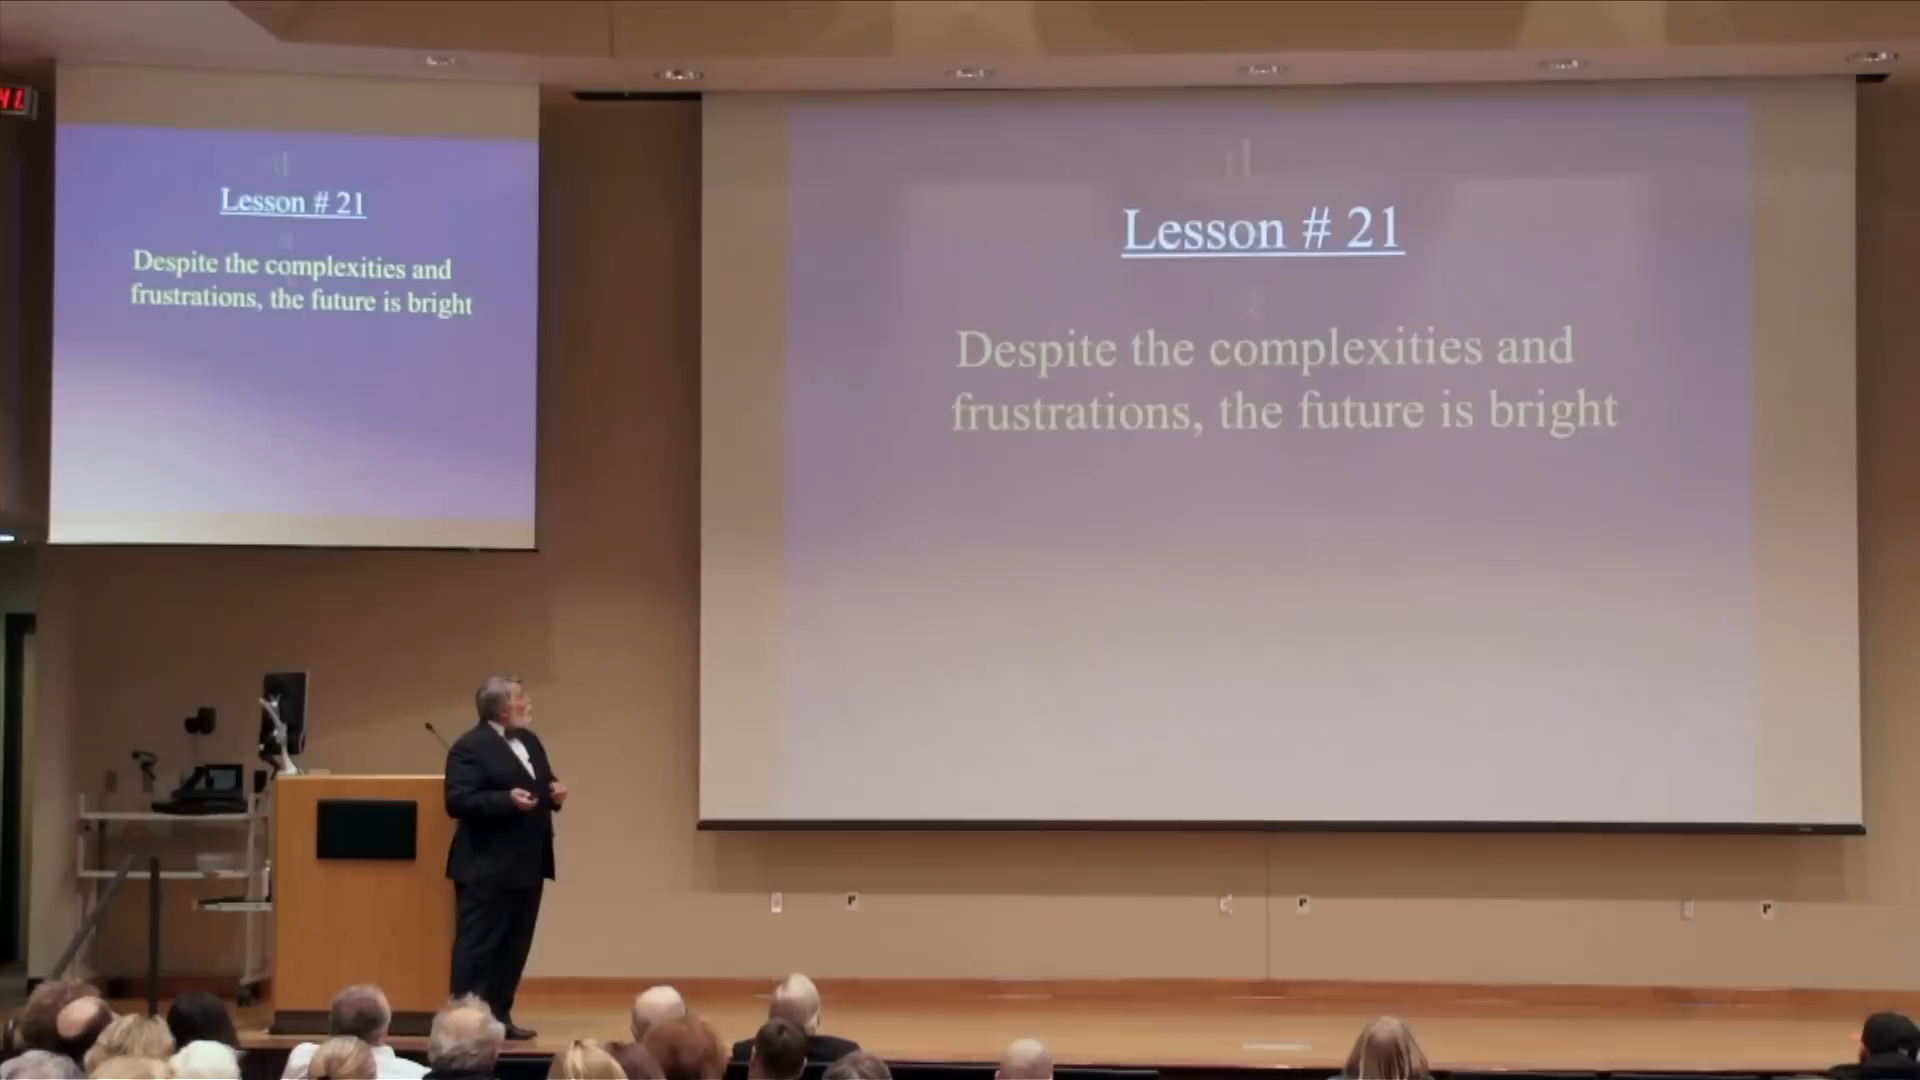 Lesson # 21
Despite the complexities and
frustrations, the future is bright
Lesson # 21
Despite the complexities and
frustrations, the future is bright